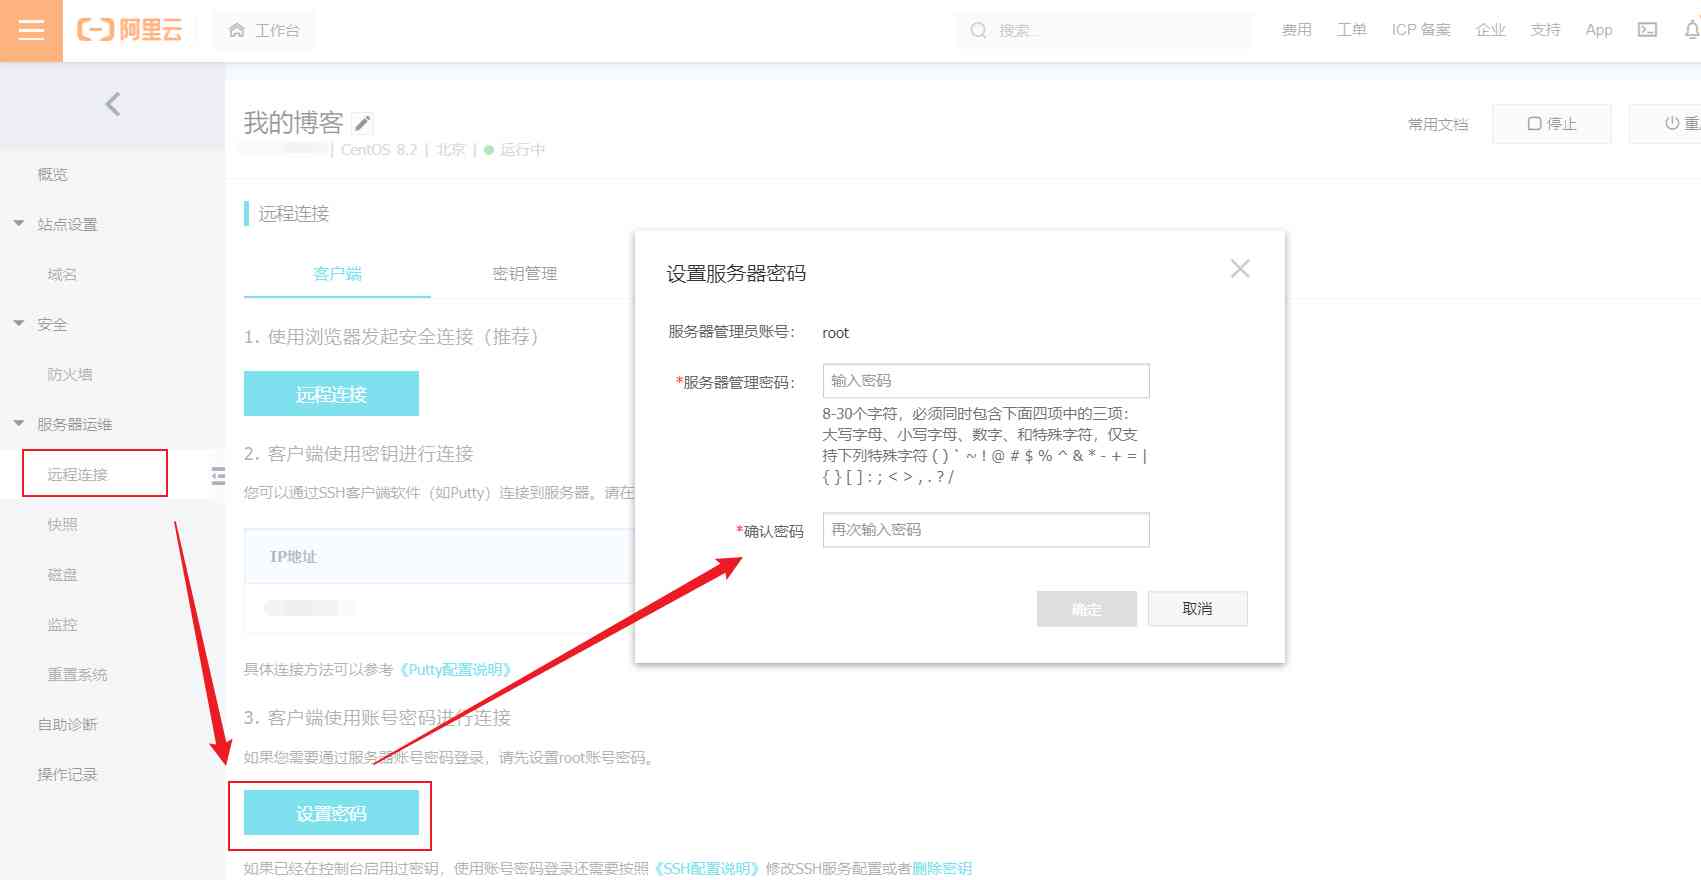 阿里云
工作台
搜索...
费用
工单
ICP 备案
企业
支持
App
我的博客
常用文档
停止
| CentOS 8.2 | 北京 | 运行中
概览
站点设置
域名
安全
防火墙
服务器运维
远程连接
快照
磁盘
监控
重置系统
自助诊断
操作记录
远程连接
客户端
密钥管理
1. 使用浏览器发起安全连接（推荐）
远程连接
2. 客户端使用密钥进行连接
您可以通过SSH客户端软件（如Putty）连接到服务器。请在
IP地址
具体连接方法可以参考《Putty配置说明》
3. 客户端使用账号密码进行连接
如果您需要通过服务器账号密码登录，请先设置root账号密码。
设置密码
如果已经在控制台启用过密钥，使用账号密码登录还需要按照《SSH配置说明》修改SSH服务配置或者删除密钥
设置服务器密码
服务器管理员账号： root
*服务器管理密码： 输入密码
8-30个字符，必须同时包含下面四项中的三项：
大写字母、小写字母、数字、和特殊字符，仅支
持下列特殊字符 ( ) ` ~ ! @ # $ % ^ & * - + = |
{ } [ ] : ; < > , . ? /
*确认密码 再次输入密码
确定
取消